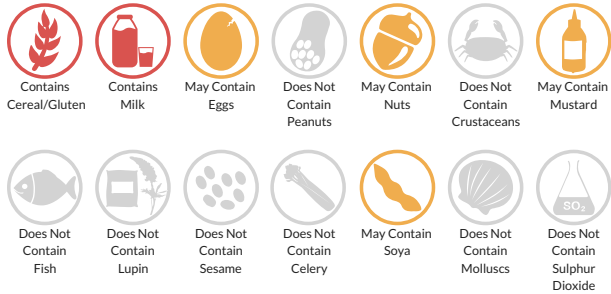 Contains
Cereal/Gluten
Contains
Milk
May Contain
Eggs
Does Not
Contain
Peanuts
May Contain
Nuts
Does Not
Contain
Crustaceans
May Contain
Mustard
SO₂
Does Not
Contain
Fish
Does Not
Contain
Lupin
Does Not
Contain
Sesame
Does Not
Contain
Celery
May Contain
Soya
Does Not
Contain
Molluscs
Does Not
Contain
Sulphur
Dioxide